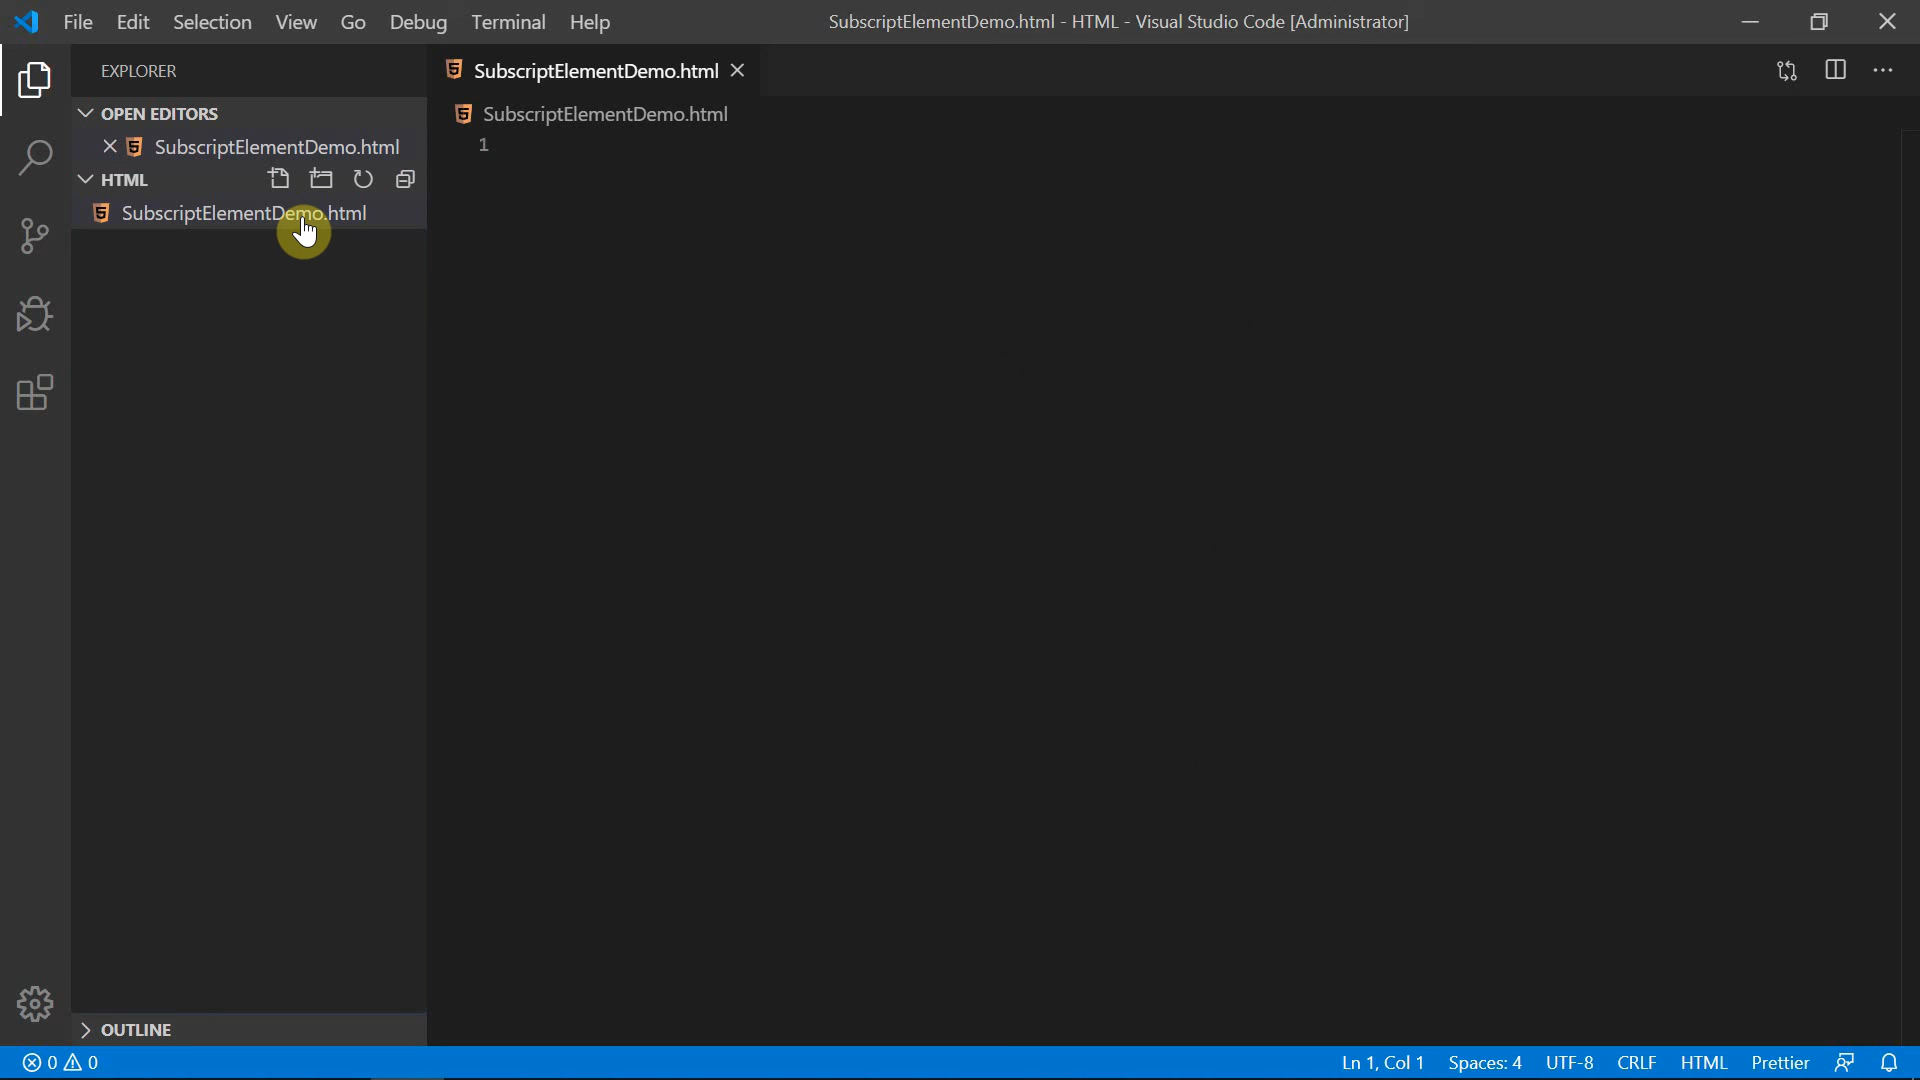 File Edit Selection View Go Debug Terminal Help
SubscriptElementDemo.html - HTML - Visual Studio Code [Administrator]
EXPLORER
SubscriptElementDemo.html
OPEN EDITORS
SubscriptElementDemo.html
SubscriptElementDemo.html
1
HTML
SubscriptElementDemo.html
OUTLINE
0 0
Ln 1, Col 1 Spaces: 4 UTF-8 CRLF HTML Prettier